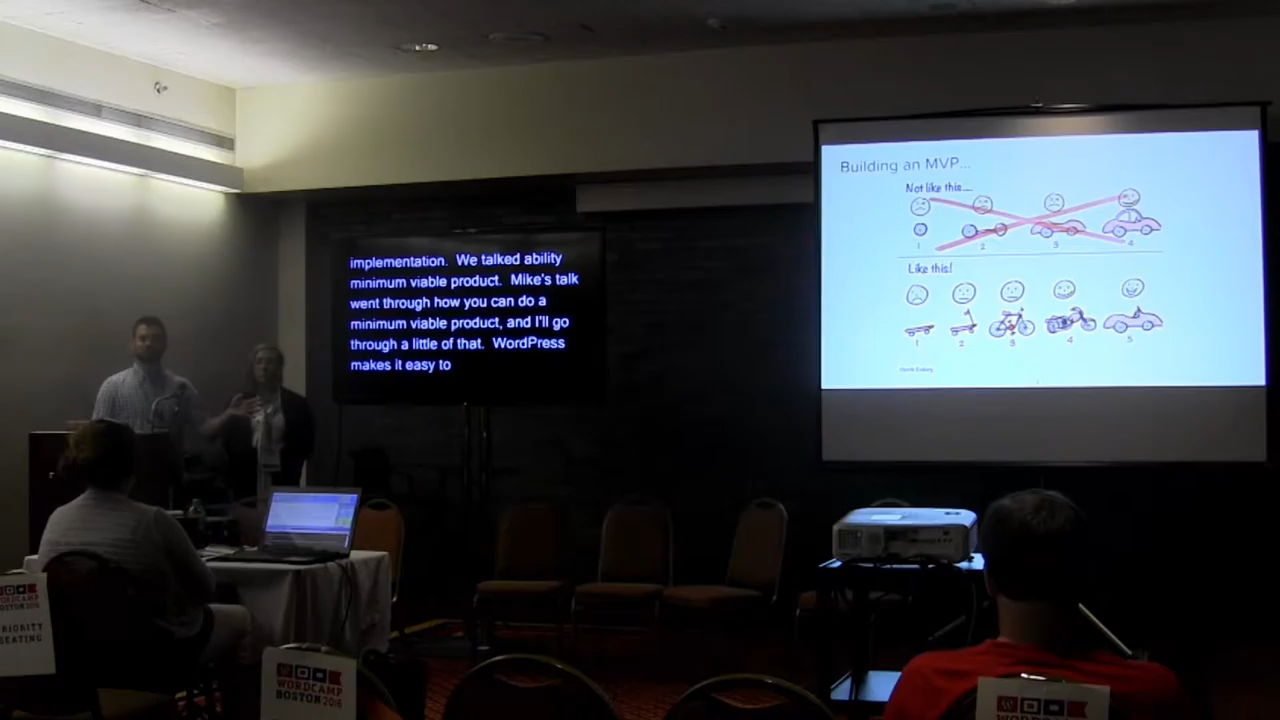 implementation. We talked ability
minimum viable product. Mike's talk
went through how you can do a
minimum viable product, and I'll go
through a little of that. WordPress
makes it easy to
Building an MVP...
Not like this....
1 2 3 4
Like this!
1 2 3 4 5
WORDCAMP
BOSTON 2016
PRIORITY
SEATING
WORDCAMP
BOSTON 2016